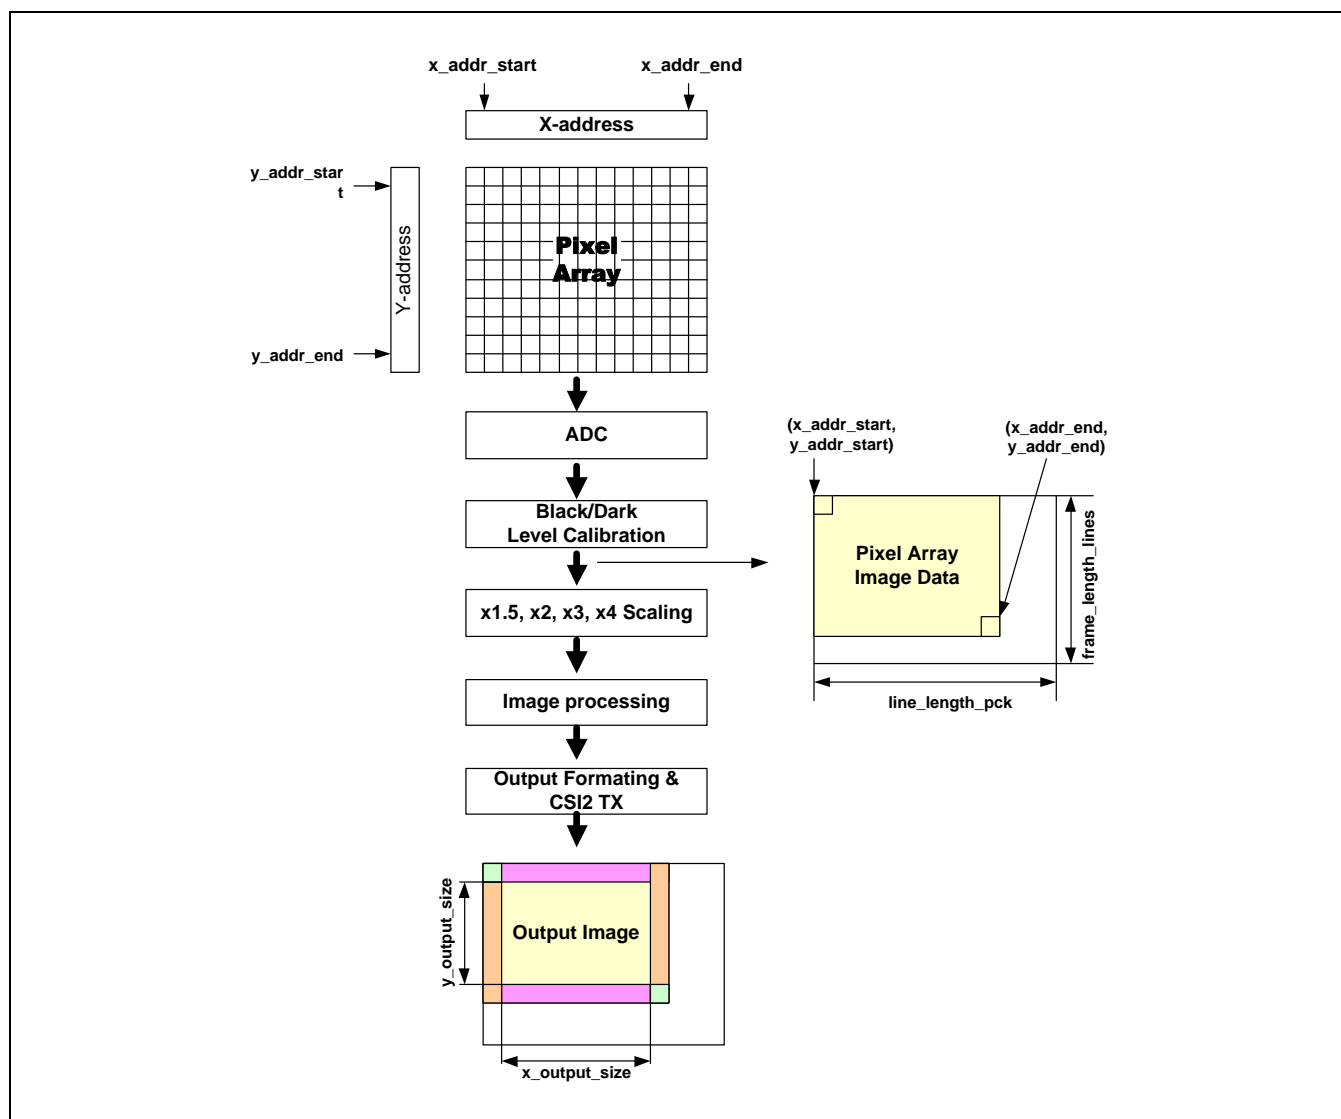 x_addr_start
x_addr_end
X-address
y_addr_star
t
Y-address
y_addr_end
Pixel
Array
ADC
Black/Dark
Level Calibration
(x_addr_start,
y_addr_start)
(x_addr_end,
y_addr_end)
Pixel Array
Image Data
frame_length_lines
line_length_pck
x1.5, x2, x3, x4 Scaling
Image processing
Output Formating &
CSI2 TX
y_output_size
Output Image
x_output_size